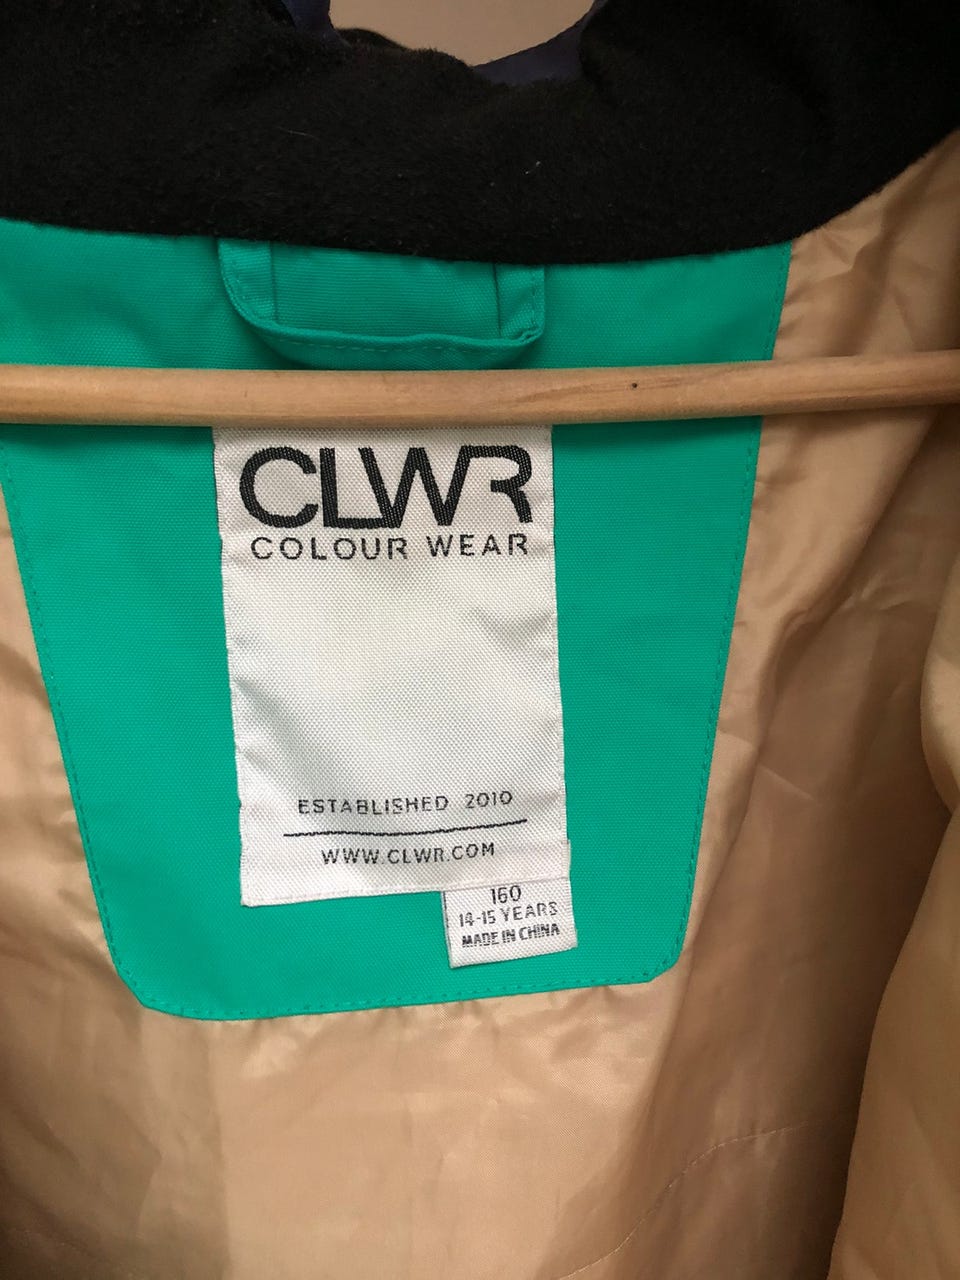 CLWR
COLOUR WEAR
ESTABLISHED 2010
WWW.CLWR.COM
160
14-15 YEARS
MADE IN CHINA